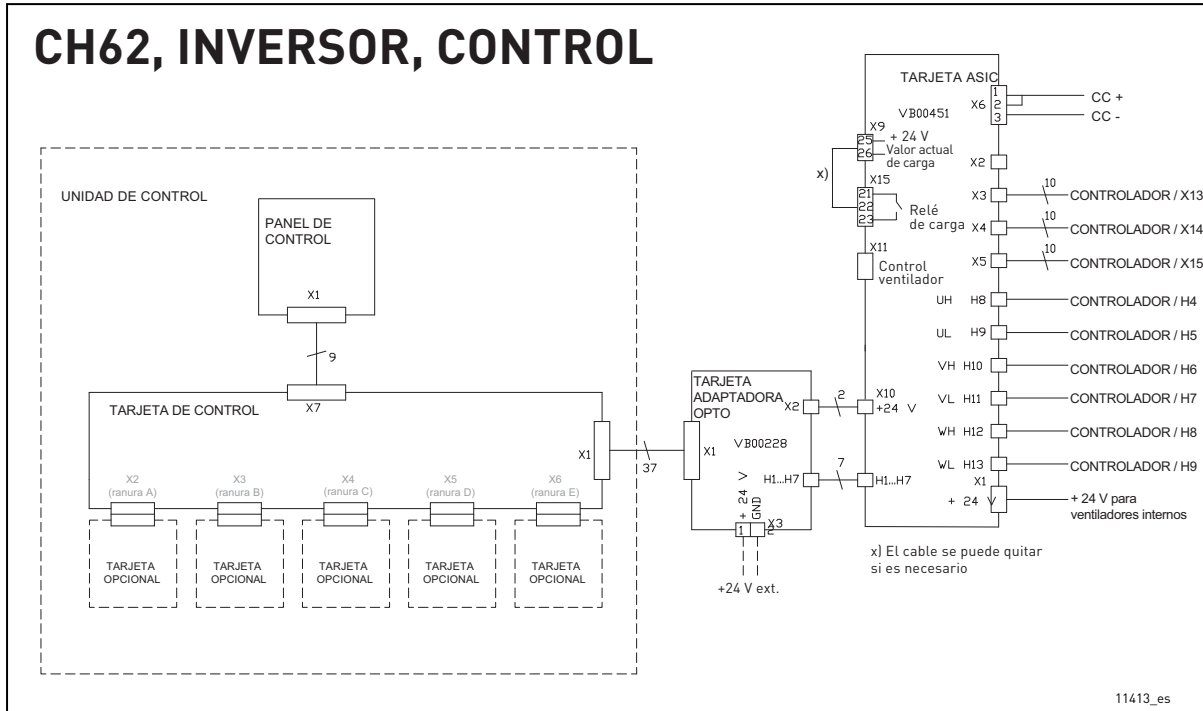 CH62, INVERSOR, CONTROL
UNIDAD DE CONTROL
PANEL DE
CONTROL
X1
9
X7
TARJETA DE CONTROL
X1
37
X2
(ranura A)
X3
(ranura B)
X4
(ranura C)
X5
(ranura D)
X6
(ranura E)
TARJETA
OPCIONAL
TARJETA
OPCIONAL
TARJETA
OPCIONAL
TARJETA
OPCIONAL
TARJETA
OPCIONAL
TARJETA
ADAPTADORA
OPTO
X2
2
X1
VB00228
H1...H7
7
+ 24 V
GND
1 2
X3
+24 V ext.
TARJETA ASIC
VB00451
X6
1
2
3
CC +
CC -
X9
25
26
+ 24 V
Valor actual
de carga
x)
X15
21
22
23
Relé
de carga
X11
Control
ventilador
X10
+24 V
H1...H7
X2
X3
10
CONTROLADOR / X13
X4
10
CONTROLADOR / X14
X5
10
CONTROLADOR / X15
UH H8
CONTROLADOR / H4
UL H9
CONTROLADOR / H5
VH H10
CONTROLADOR / H6
VL H11
CONTROLADOR / H7
WH H12
CONTROLADOR / H8
WL H13
CONTROLADOR / H9
X1
+ 24 V
+ 24 V para
ventiladores internos
x) El cable se puede quitar
si es necesario
11413_es